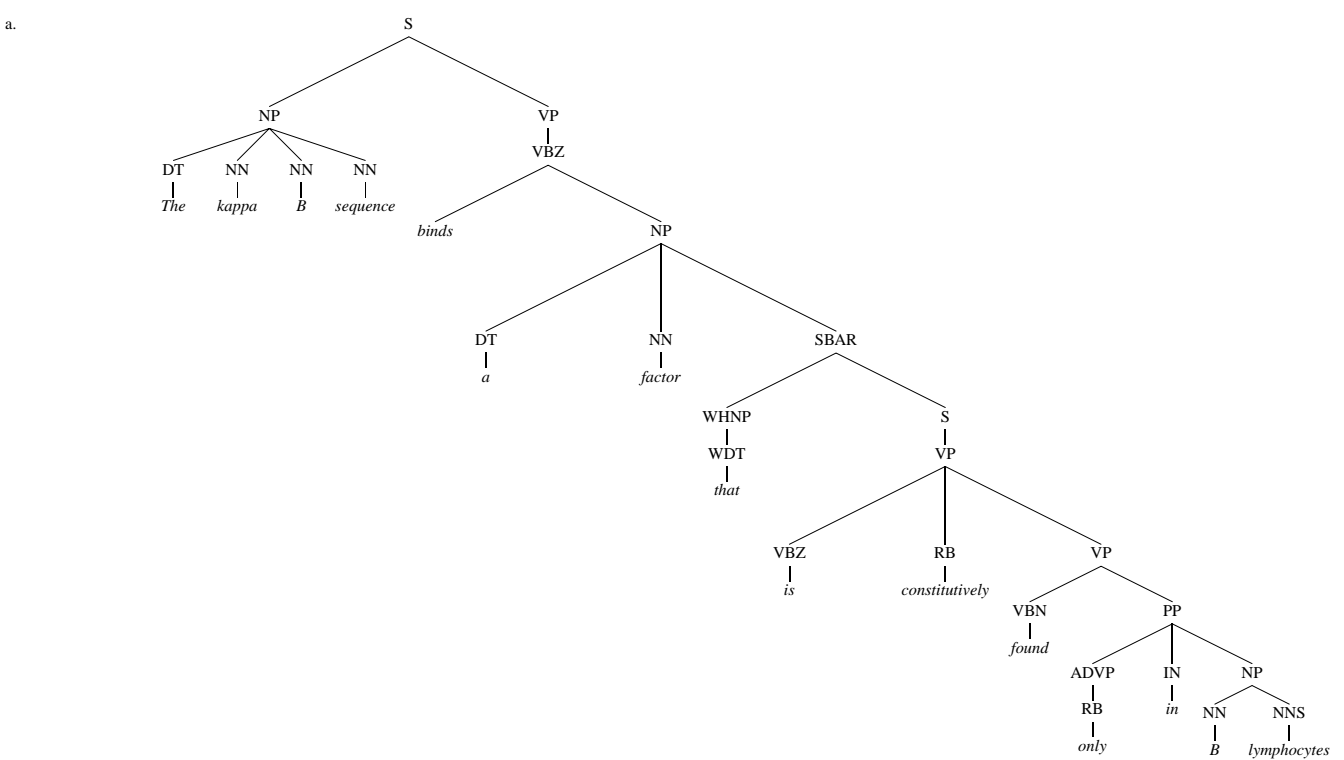 a.
S
NP VP
VBZ
DT NN NN NN
The kappa B sequence
binds NP
DT NN SBAR
a factor
WHNP S
WDT VP
that
VBZ RB VP
is constitutively
VBN PP
found
ADVP IN NP
RB in NN NNS
only B lymphocytes